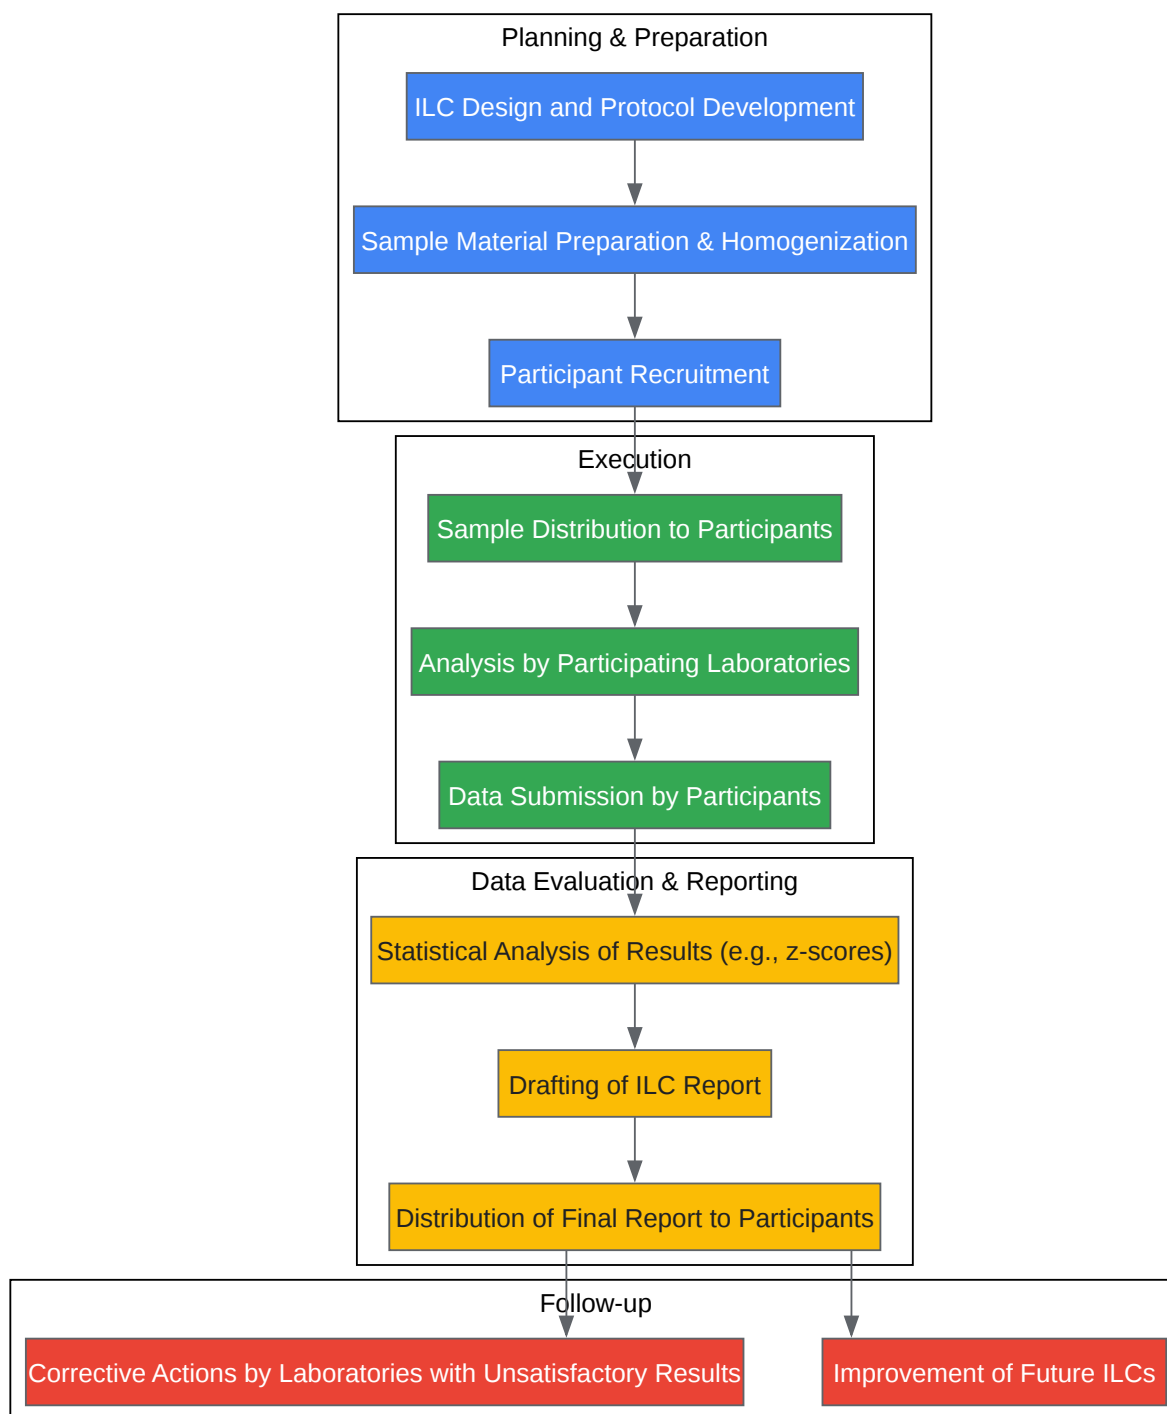 Planning & Preparation
ILC Design and Protocol Development
Sample Material Preparation & Homogenization
Participant Recruitment
Execution
Sample Distribution to Participants
Analysis by Participating Laboratories
Data Submission by Participants
Data Evaluation & Reporting
Statistical Analysis of Results (e.g., z-scores)
Drafting of ILC Report
Distribution of Final Report to Participants
Follow-up
Corrective Actions by Laboratories with Unsatisfactory Results
Improvement of Future ILCs